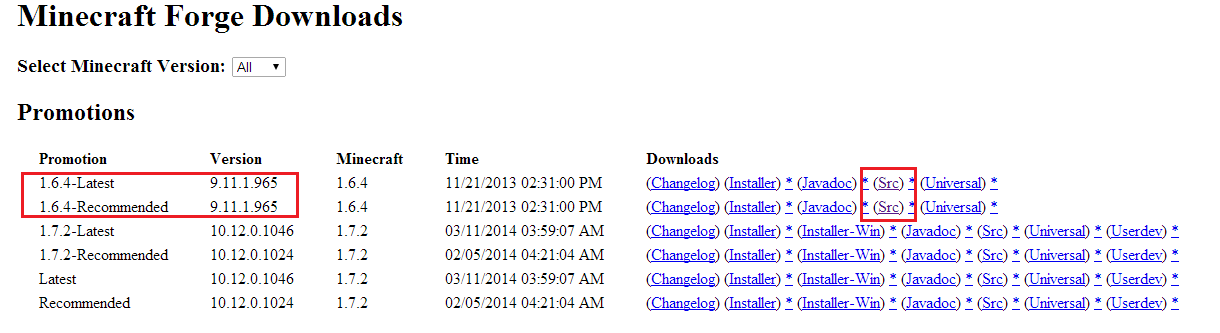 Minecraft Forge Downloads
Select Minecraft Version: All
Promotions
Promotion Version Minecraft Time Downloads
1.6.4-Latest 9.11.1.965 1.6.4 11/21/2013 02:31:00 PM (Changelog) (Installer) * (Javadoc) * (Src) * (Universal) *
1.6.4-Recommended 9.11.1.965 1.6.4 11/21/2013 02:31:00 PM (Changelog) (Installer) * (Javadoc) * (Src) * (Universal) *
1.7.2-Latest 10.12.0.1046 1.7.2 03/11/2014 03:59:07 AM (Changelog) (Installer) * (Installer-Win) * (Javadoc) * (Src) * (Universal) * (Userdev) *
1.7.2-Recommended 10.12.0.1024 1.7.2 02/05/2014 04:21:04 AM (Changelog) (Installer) * (Installer-Win) * (Javadoc) * (Src) * (Universal) * (Userdev) *
Latest 10.12.0.1046 1.7.2 03/11/2014 03:59:07 AM (Changelog) (Installer) * (Installer-Win) * (Javadoc) * (Src) * (Universal) * (Userdev) *
Recommended 10.12.0.1024 1.7.2 02/05/2014 04:21:04 AM (Changelog) (Installer) * (Installer-Win) * (Javadoc) * (Src) * (Universal) * (Userdev) *